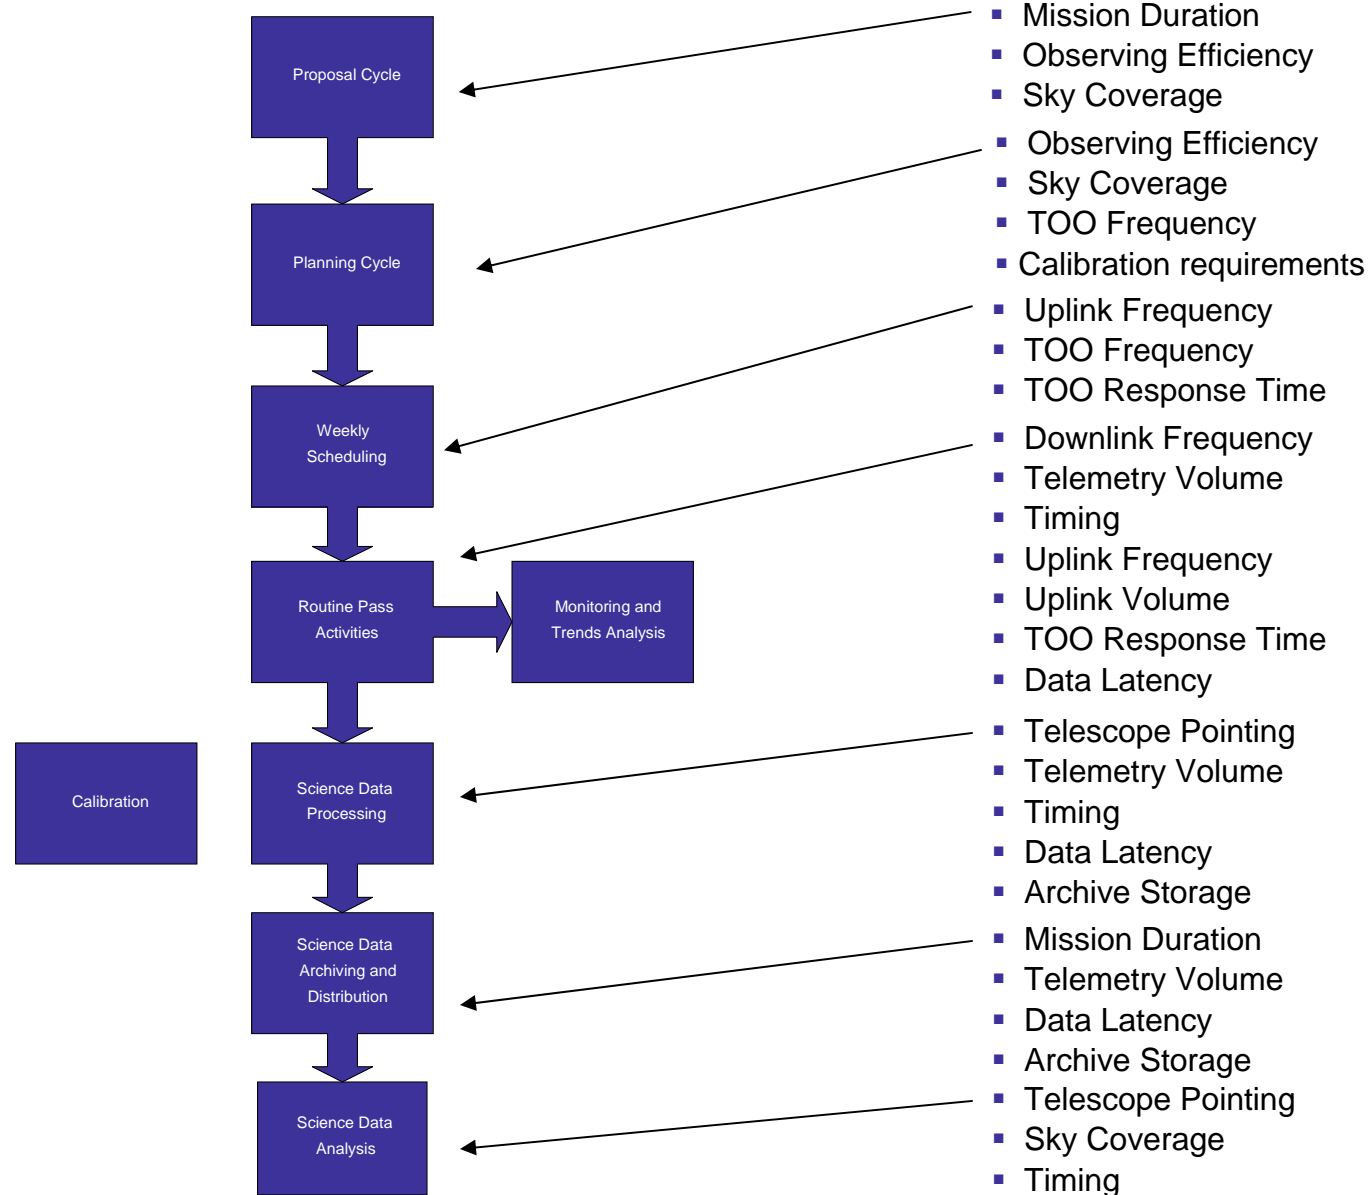 Proposal Cycle
Mission Duration
Observing Efficiency
Sky Coverage
Planning Cycle
Observing Efficiency
Sky Coverage
TOO Frequency
Calibration requirements
Weekly
Scheduling
Uplink Frequency
TOO Frequency
TOO Response Time
Routine Pass
Activities
Monitoring and
Trends Analysis
Downlink Frequency
Telemetry Volume
Timing
Uplink Frequency
Uplink Volume
TOO Response Time
Data Latency
Calibration
Science Data
Processing
Telescope Pointing
Telemetry Volume
Timing
Data Latency
Archive Storage
Science Data
Archiving and
Distribution
Mission Duration
Telemetry Volume
Data Latency
Archive Storage
Science Data
Analysis
Telescope Pointing
Sky Coverage
Timing